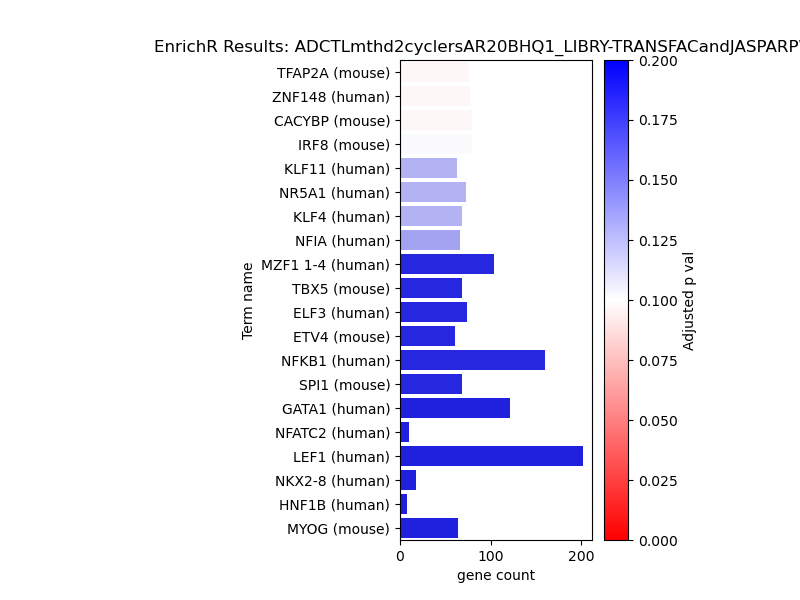 EnrichR Results: ADCTLmthd2cyclersAR20BHQ1_LIBRY-TRANSFACandJASPARP
TFAP2A (mouse)
ZNF148 (human)
CACYBP (mouse)
IRF8 (mouse)
KLF11 (human)
NR5A1 (human)
KLF4 (human)
NFIA (human)
MZF1 1-4 (human)
TBX5 (mouse)
ELF3 (human)
ETV4 (mouse)
NFKB1 (human)
SPI1 (mouse)
GATA1 (human)
NFATC2 (human)
LEF1 (human)
NKX2-8 (human)
HNF1B (human)
MYOG (mouse)
Term name
0 100 200
gene count
0.200
0.175
0.150
0.125
0.100
0.075
0.050
0.025
0.000
Adjusted p val